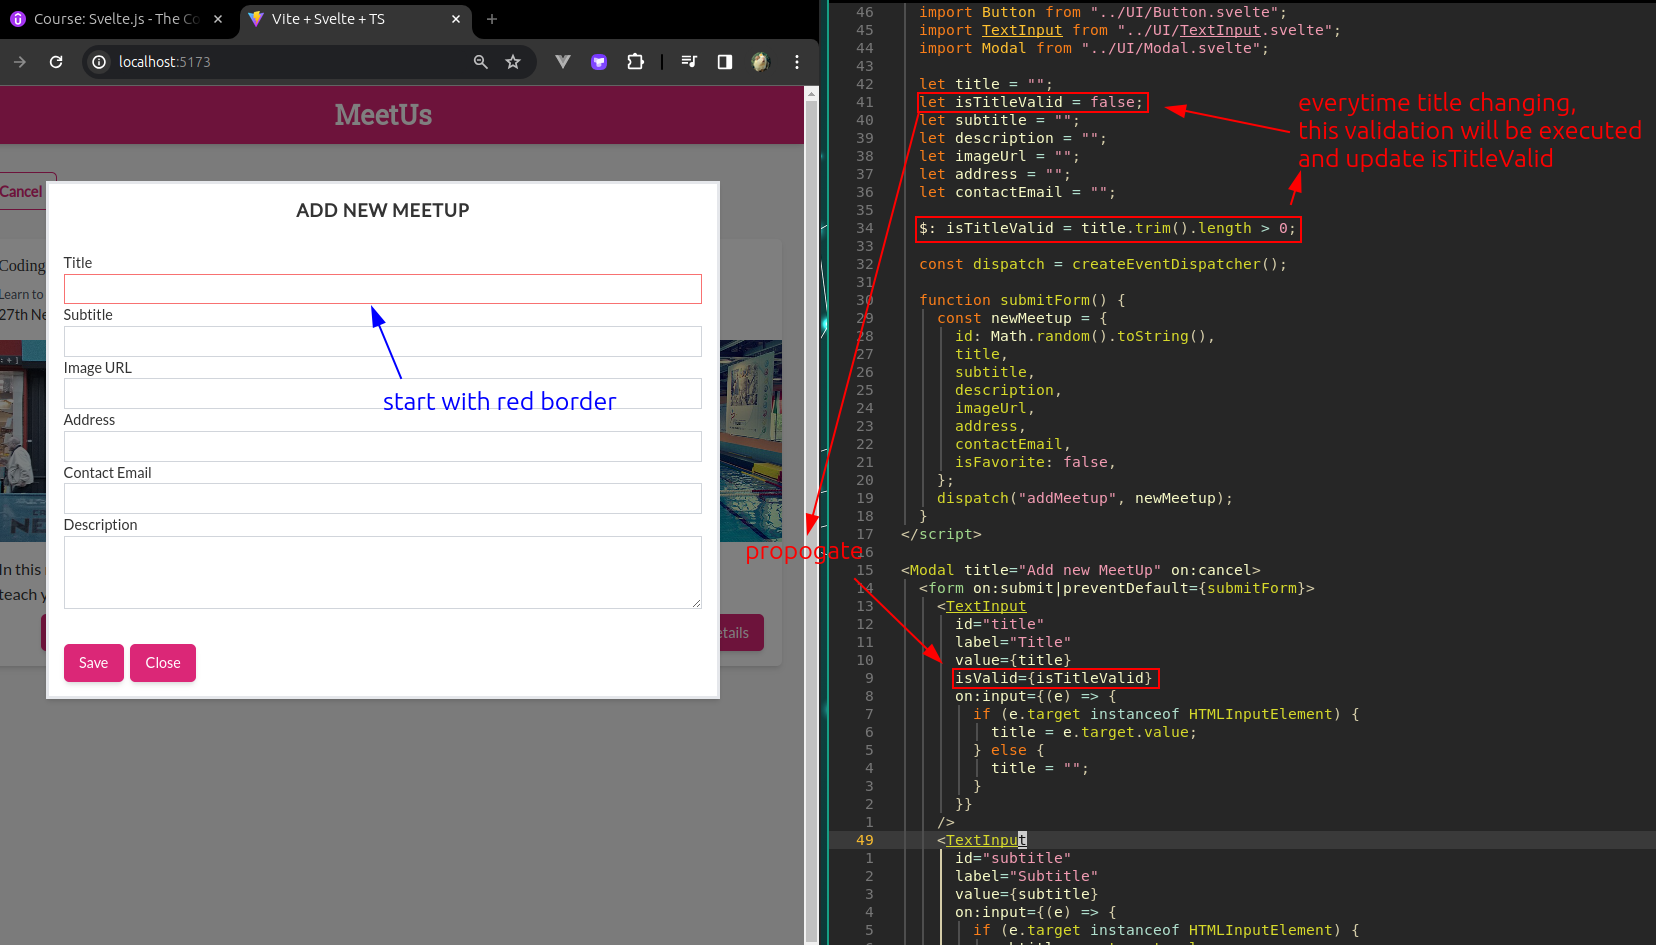 Course: Svelte.js - The Co
Vite + Svelte + TS
localhost:5173
MeetUs
Cancel
ADD NEW MEETUP
Coding
Learn to
27th Ne
Title
Subtitle
Image URL
start with red border
Address
Contact Email
Description
In this
teach y
etails
Save
Close
46 import Button from "../UI/Button.svelte";
45 import TextInput from "../UI/TextInput.svelte";
44 import Modal from "../UI/Modal.svelte";
43
42 let title = "";
41 let isTitleValid = false;
40 let subtitle = "";
39 let description = "";
38 let imageUrl = "";
37 let address = "";
36 let contactEmail = "";
35
34 $: isTitleValid = title.trim().length > 0;
33
32 const dispatch = createEventDispatcher();
31
30 function submitForm() {
29 const newMeetup = {
28 id: Math.random().toString(),
27 title,
26 subtitle,
25 description,
24 imageUrl,
23 address,
22 contactEmail,
21 isFavorite: false,
20 };
19 dispatch("addMeetup", newMeetup);
18 }
17 </script>
16
15 <Modal title="Add new MeetUp" on:cancel>
14 <form on:submit|preventDefault={submitForm}>
13 <TextInput
12 id="title"
11 label="Title"
10 value={title}
9 isValid={isTitleValid}
8 on:input={(e) => {
7 if (e.target instanceof HTMLInputElement) {
6 title = e.target.value;
5 } else {
4 title = "";
3 }
2 }}
1 />
49 <TextInput
1 id="subtitle"
2 label="Subtitle"
3 value={subtitle}
4 on:input={(e) => {
5 if (e.target instanceof HTMLInputElement) {
everytime title changing,
this validation will be executed
and update isTitleValid
propogate